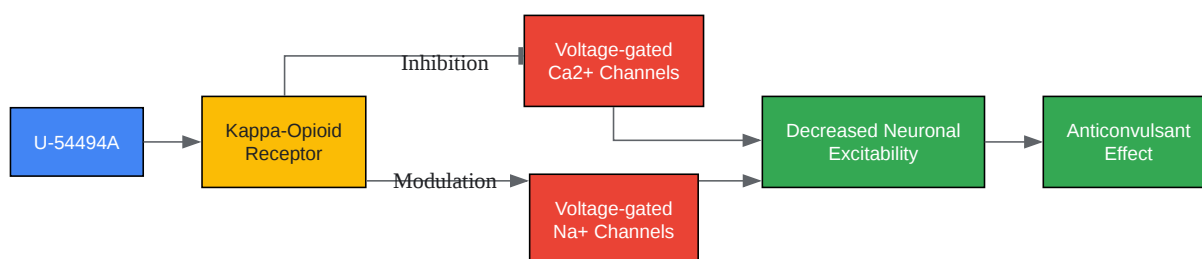 U-54494A
Kappa-Opioid
Receptor
Inhibition
Modulation
Voltage-gated
Ca2+ Channels
Voltage-gated
Na+ Channels
Decreased Neuronal
Excitability
Anticonvulsant
Effect